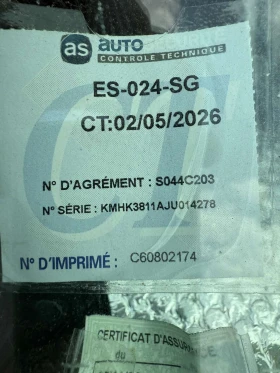 as AUTO SÉCURITÉ
CONTROLE TECHNIQUE
ES-024-SG
CT:02/05/2026
N° D'AGRÉMENT : S044C203
N° SÉRIE : KMHK3811AJU014278
N° D'IMPRIMÉ : C60802174
CERTIFICAT D'ASSURANCE
du